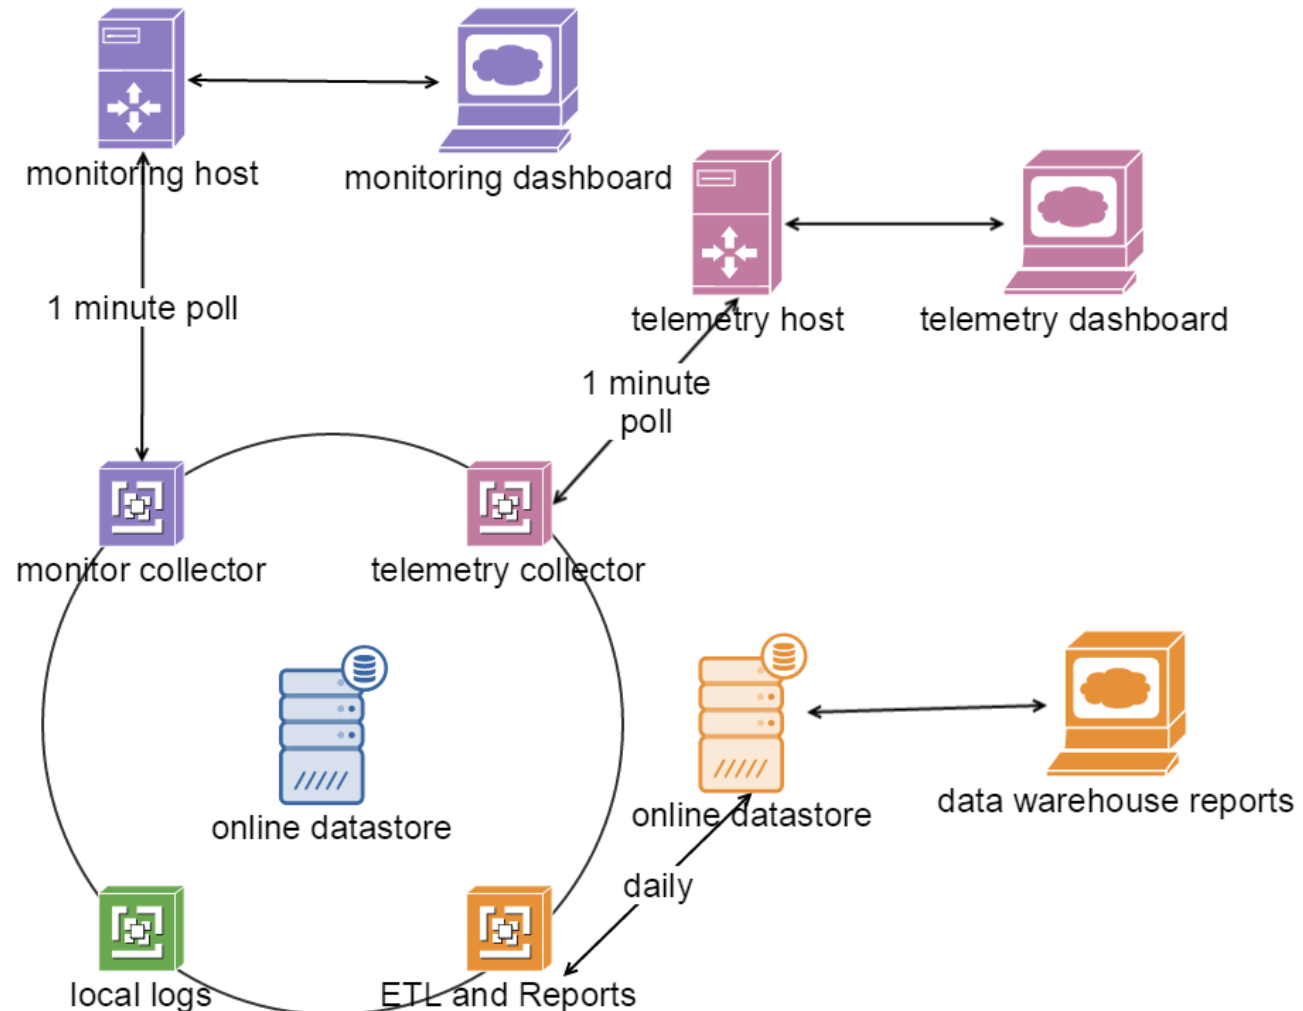 monitoring host
monitoring dashboard
telemetry host
telemetry dashboard
1 minute poll
1 minute
poll
monitor collector
telemetry collector
online datastore
online datastore
data warehouse reports
daily
local logs
ETL and Reports